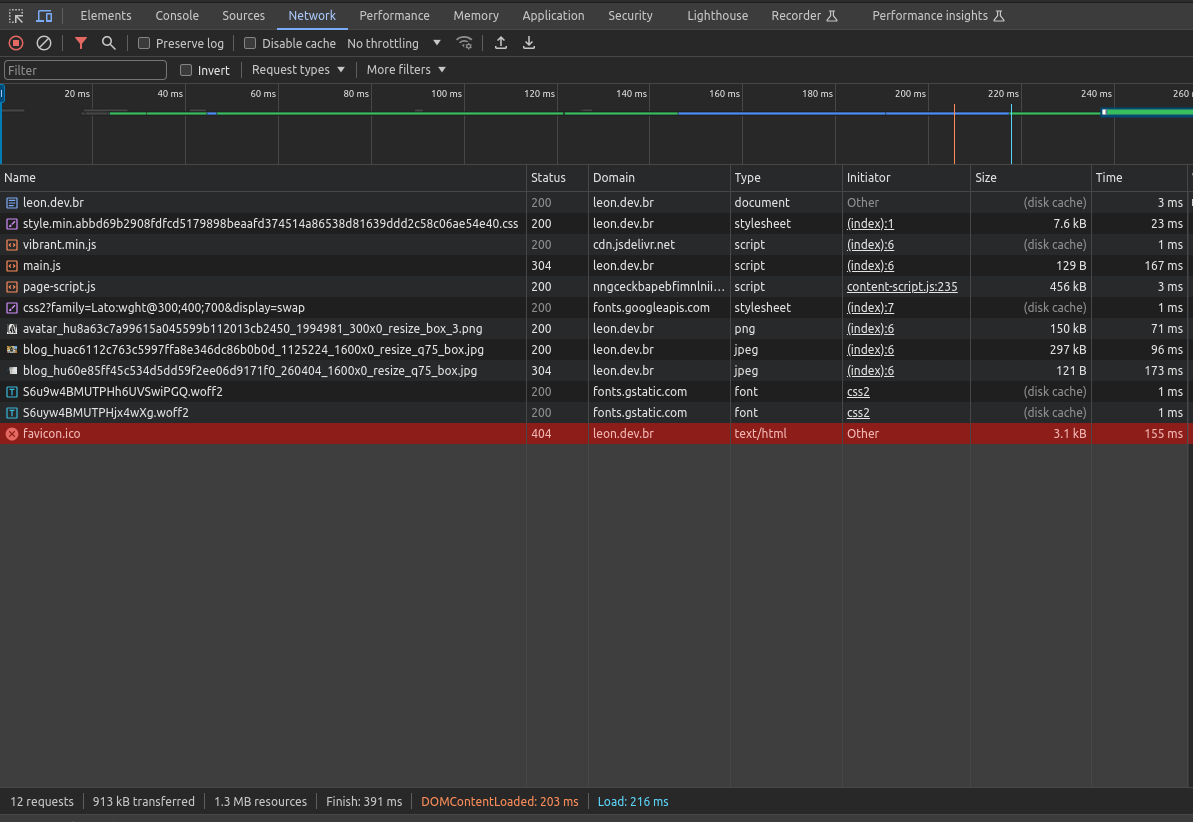 Elements Console Sources Network Performance Memory Application Security Lighthouse Recorder Performance insights
Preserve log Disable cache No throttling
Filter Invert Request types More filters
20 ms 40 ms 60 ms 80 ms 100 ms 120 ms 140 ms 160 ms 180 ms 200 ms 220 ms 240 ms 260
Name Status Domain Type Initiator Size Time
leon.dev.br 200 leon.dev.br document Other (disk cache) 3 ms
style.min.abbd69b2908fdfcd5179898beaafd374514a86538d81639ddd2c58c06ae54e40.css 200 leon.dev.br stylesheet (index):1 7.6 kB 23 ms
vibrant.min.js 200 cdn.jsdelivr.net script (index):6 (disk cache) 1 ms
main.js 304 leon.dev.br script (index):6 129 B 167 ms
page-script.js 200 nngceckbapebfimnlnii… script content-script.js:235 456 kB 3 ms
css2?family=Lato:wght@300;400;700&display=swap 200 fonts.googleapis.com stylesheet (index):7 (disk cache) 1 ms
avatar_hu8a63c7a99615a045599b112013cb2450_1994981_300x0_resize_box_3.png 200 leon.dev.br png (index):6 150 kB 71 ms
blog_huac6112c763c5997ffa8e346dc86b0b0d_1125224_1600x0_resize_q75_box.jpg 200 leon.dev.br jpeg (index):6 297 kB 96 ms
blog_hu60e85ff45c534d5dd59f2ee06d9171f0_260404_1600x0_resize_q75_box.jpg 304 leon.dev.br jpeg (index):6 121 B 173 ms
S6u9w4BMUTPHh6UVSwiPGQ.woff2 200 fonts.gstatic.com font css2 (disk cache) 1 ms
S6uyw4BMUTPHjx4wXg.woff2 200 fonts.gstatic.com font css2 (disk cache) 1 ms
favicon.ico 404 leon.dev.br text/html Other 3.1 kB 155 ms
12 requests 913 kB transferred 1.3 MB resources Finish: 391 ms DOMContentLoaded: 203 ms Load: 216 ms